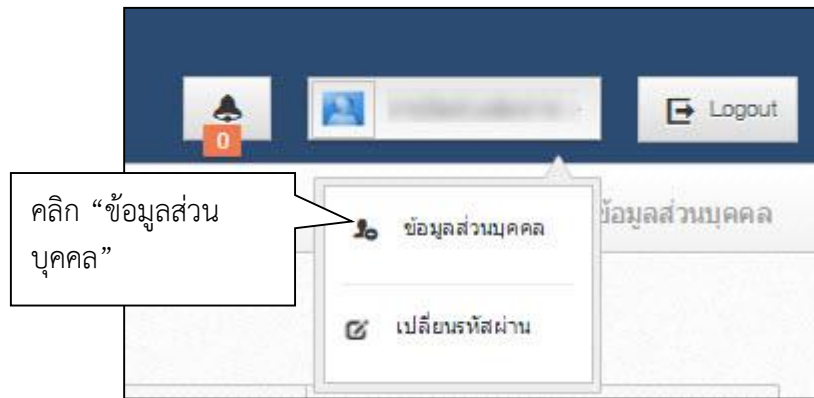 0
Logout
คลิก “ข้อมูลส่วน
บุคคล”
ข้อมูลส่วนบุคคล
ข้อมูลส่วนบุคคล
เปลี่ยนรหัสผ่าน